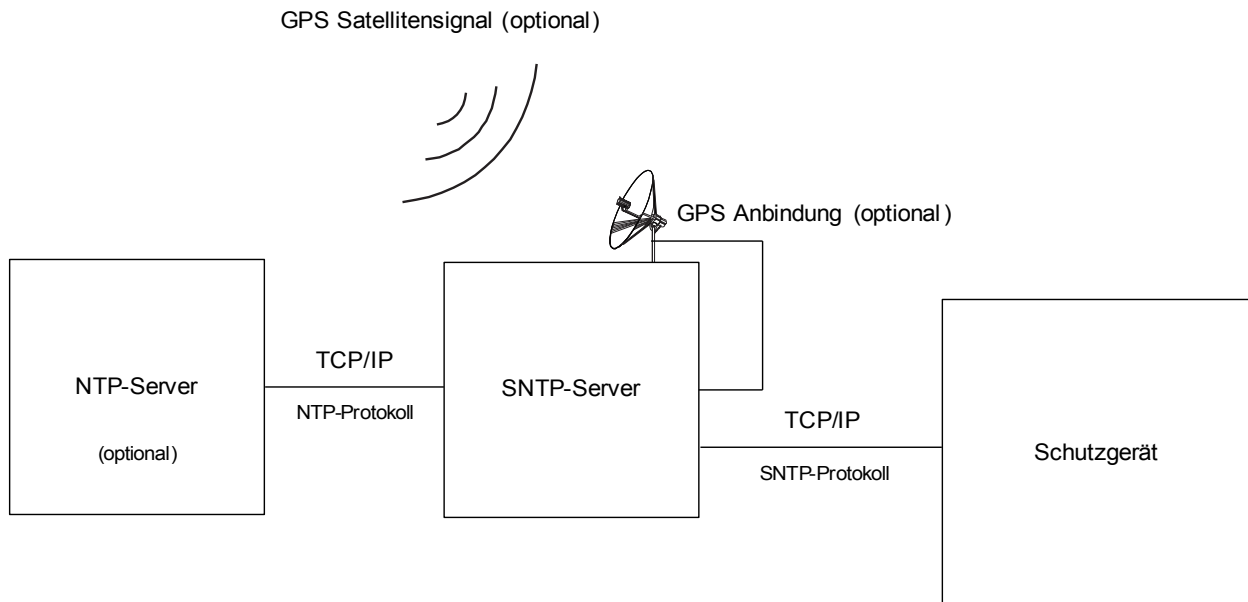 GPS Satellitensignal (optional)
GPS Anbindung (optional)
NTP-Server
(optional)
TCP/IP
NTP-Protokoll
SNTP-Server
TCP/IP
SNTP-Protokoll
Schutzgerät